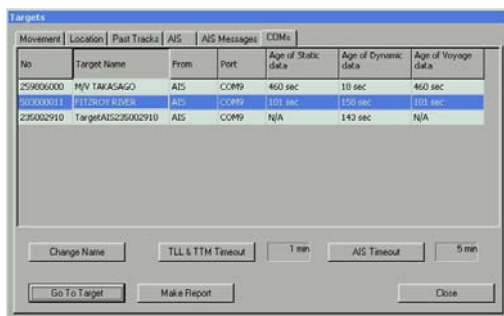 Targets
Movement Location Past Tracks AIS AIS Messages COMs
No Target Name From Port Age of Static data Age of Dynamic data Age of Voyage data
259806000 M/V TAKASAGO AIS COM9 460 sec 18 sec 460 sec
503000011 FITZROY RIVER AIS COM9 101 sec 158 sec 101 sec
235002910 TargetAIS235002910 AIS COM9 N/A 143 sec N/A
Change Name TLL & TTM Timeout 1 min AIS Timeout 5 min
Go To Target Make Report Close